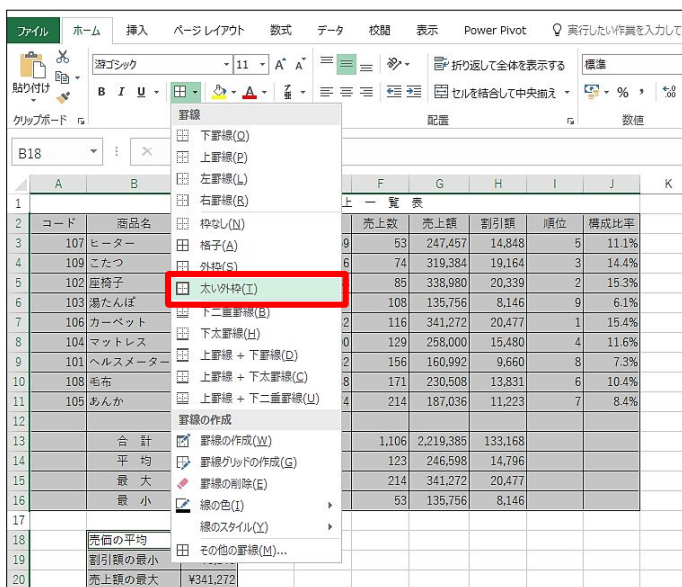 ファイル ホーム 挿入 ページ レイアウト 数式 データ 校閲 表示 Power Pivot 実行したい作業を入力して
游ゴシック 11 A A 折り返して全体を表示する 標準
貼り付け B I U A セルを結合して中央揃え % ,
クリップボード 配置 数値
B18
罫線
下罫線(O)
上罫線(P)
左罫線(L)
右罫線(R)
枠なし(N)
格子(A)
外枠(S)
太い外枠(T)
下二重罫線(B)
下太罫線(H)
上罫線 + 下罫線(D)
上罫線 + 下太罫線(C)
上罫線 + 下二重罫線(U)
罫線の作成
罫線の作成(W)
罫線グリッドの作成(G)
罫線の削除(E)
線の色(I)
線のスタイル(Y)
その他の罫線(M)...
A B F G H I J K
1 上 一 覧 表
2 コード 商品名 売上数 売上額 割引額 順位 構成比率
3 107 ヒーター 53 247,457 14,848 5 11.1%
4 109 こたつ 74 319,384 19,164 3 14.4%
5 102 座椅子 85 338,980 20,339 2 15.3%
6 103 湯たんぽ 108 135,756 8,146 9 6.1%
7 106 カーペット 116 341,272 20,477 1 15.4%
8 104 マットレス 129 258,000 15,480 4 11.6%
9 101 ヘルスメーター 156 160,992 9,660 8 7.3%
10 108 毛布 171 230,508 13,831 6 10.4%
11 105 あんか 214 187,036 11,223 7 8.4%
12
13 合 計 1,106 2,219,385 133,168
14 平 均 123 246,598 14,796
15 最 大 214 341,272 20,477
16 最 小 53 135,756 8,146
17
18 売価の平均
19 割引額の最小
20 売上額の最大 ¥341,272